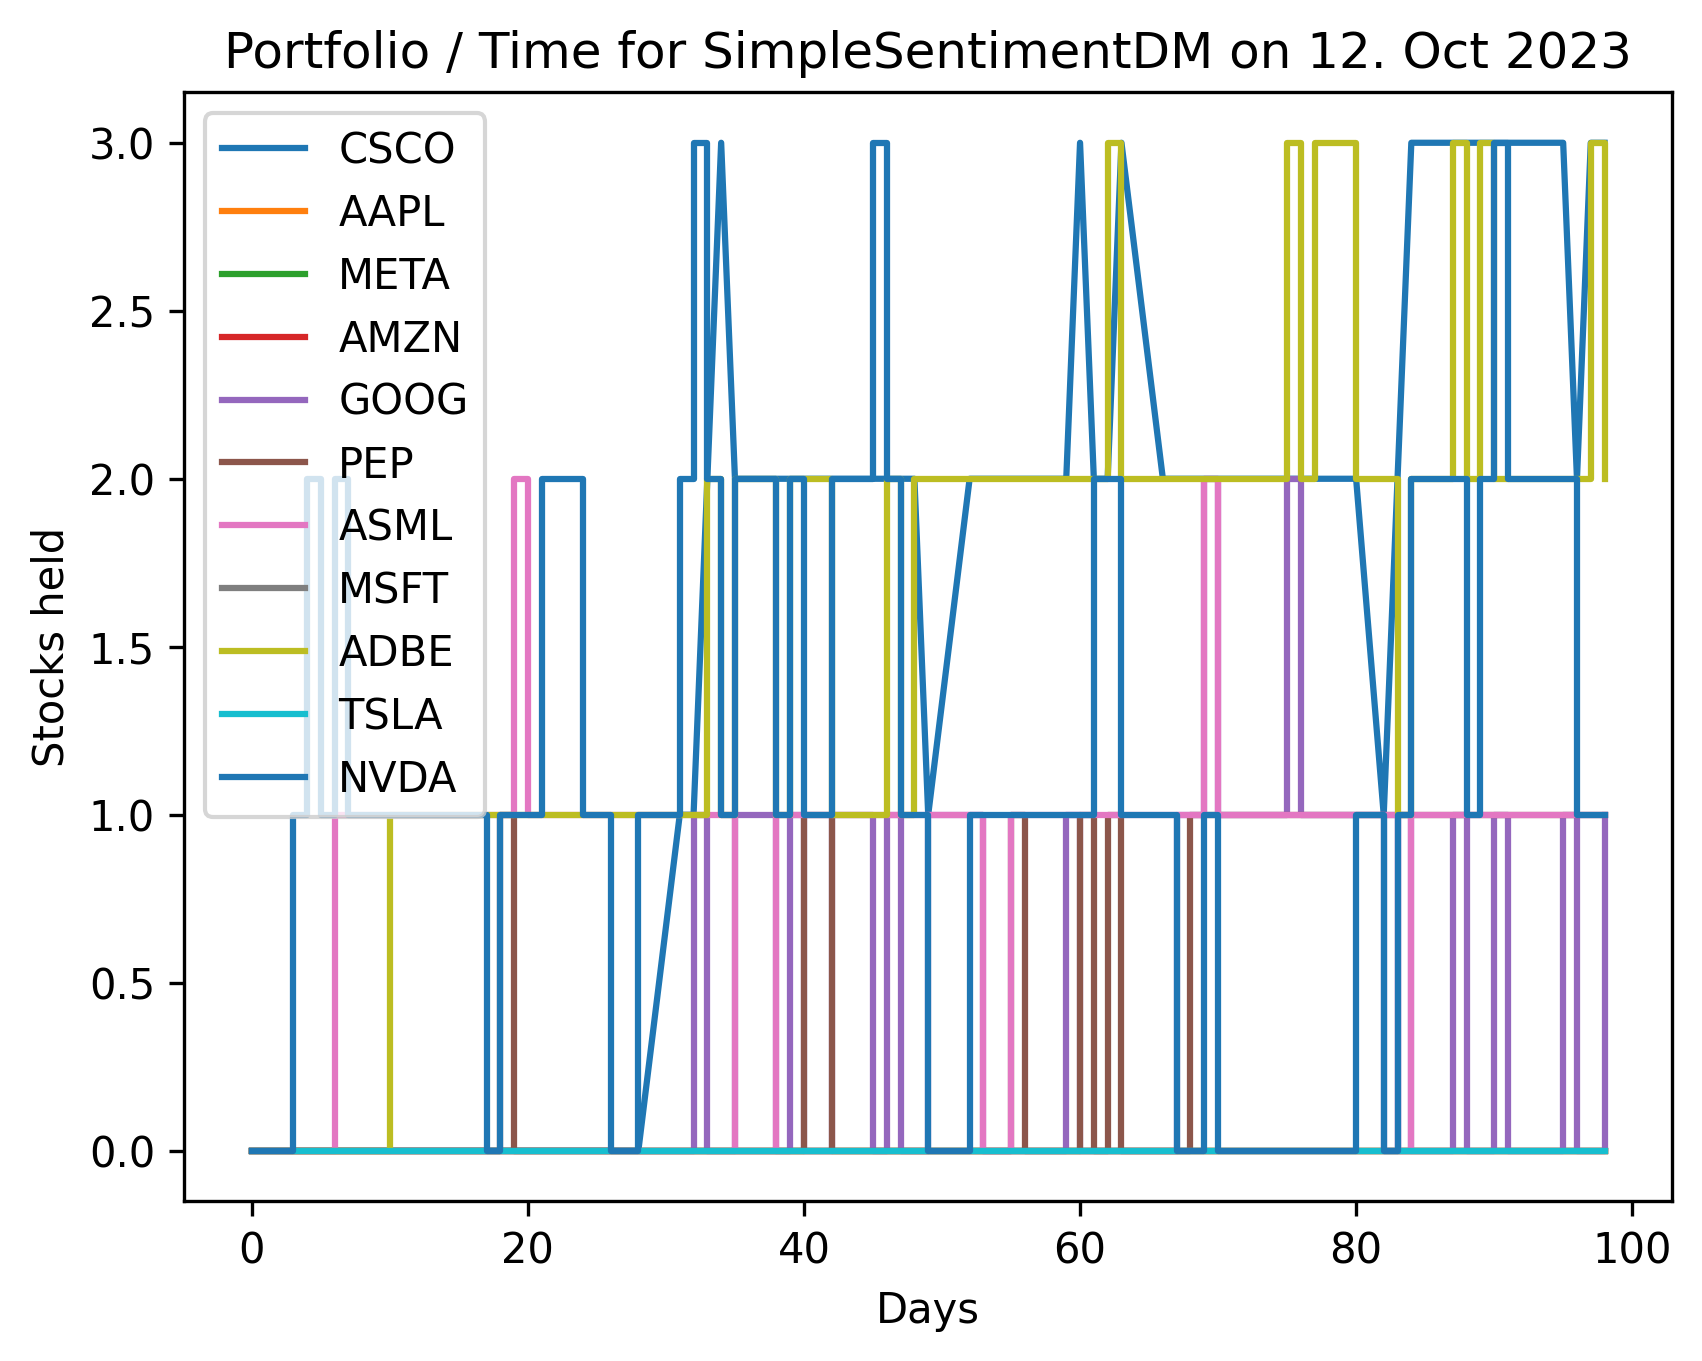 Portfolio / Time for SimpleSentimentDM on 12. Oct 2023
Stocks held
3.0
2.5
2.0
1.5
1.0
0.5
0.0
CSCO
AAPL
META
AMZN
GOOG
PEP
ASML
MSFT
ADBE
TSLA
NVDA
0 20 40 60 80 100
Days